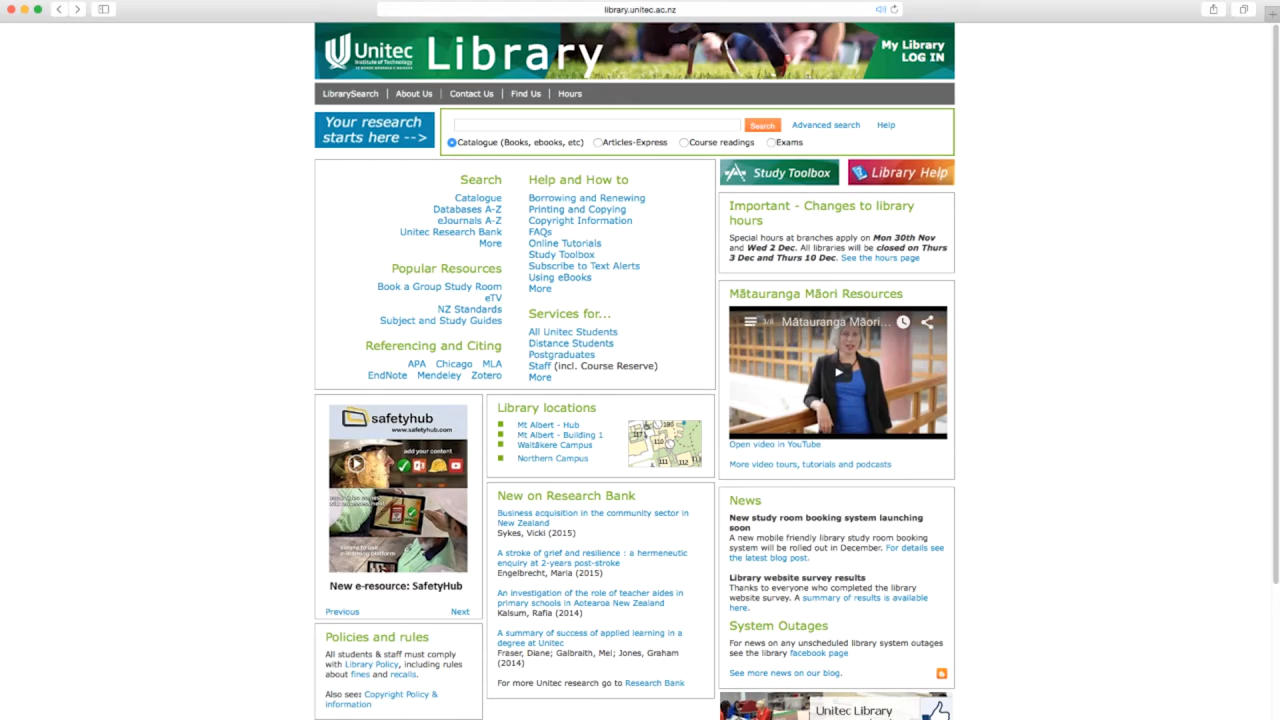 library.unitec.ac.nz
Unitec
Institute of Technology
Library
My Library
LOG IN
LibrarySearch | About Us | Contact Us | Find Us | Hours
Your research
starts here -->
Search
Advanced search
Help
Catalogue (Books, ebooks, etc) Articles-Express Course readings Exams
Search
Catalogue
Databases A-Z
eJournals A-Z
Unitec Research Bank
More
Popular Resources
Book a Group Study Room
eTV
NZ Standards
Subject and Study Guides
Referencing and Citing
APA Chicago MLA
EndNote Mendeley Zotero
Help and How to
Borrowing and Renewing
Printing and Copying
Copyright Information
FAQs
Online Tutorials
Study Toolbox
Subscribe to Text Alerts
Using eBooks
More
Services for...
All Unitec Students
Distance Students
Postgraduates
Staff (incl. Course Reserve)
More
Study Toolbox
Library Help
Important - Changes to library
hours
Special hours at branches apply on Mon 30th Nov
and Wed 2 Dec. All libraries will be closed on Thurs
3 Dec and Thurs 10 Dec. See the hours page
Mātauranga Māori Resources
3/8 Mātauranga Māori...
Open video in YouTube
More video tours, tutorials and podcasts
safetyhub
www.safetyhub.com
add your content
New e-resource: SafetyHub
Previous
Next
Library locations
Mt Albert - Hub
Mt Albert - Building 1
Waitākere Campus
Northern Campus
117
110
111
112
New on Research Bank
Business acquisition in the community sector in
New Zealand
Sykes, Vicki (2015)
A stroke of grief and resilience : a hermeneutic
enquiry at 2-years post-stroke
Engelbrecht, Maria (2015)
An investigation of the role of teacher aides in
primary schools in Aotearoa New Zealand
Kalsum, Rafia (2014)
A summary of success of applied learning in a
degree at Unitec
Fraser, Diane; Galbraith, Mel; Jones, Graham
(2014)
For more Unitec research go to Research Bank
News
New study room booking system launching
soon
A new mobile friendly library study room booking
system will be rolled out in December. For details see
the latest blog post.
Library website survey results
Thanks to everyone who completed the library
website survey. A summary of results is available
here.
System Outages
For news on any unscheduled library system outages
see the library facebook page
See more news on our blog.
Policies and rules
All students & staff must comply
with Library Policy, including rules
about fines and recalls.
Also see: Copyright Policy &
information
Unitec Library